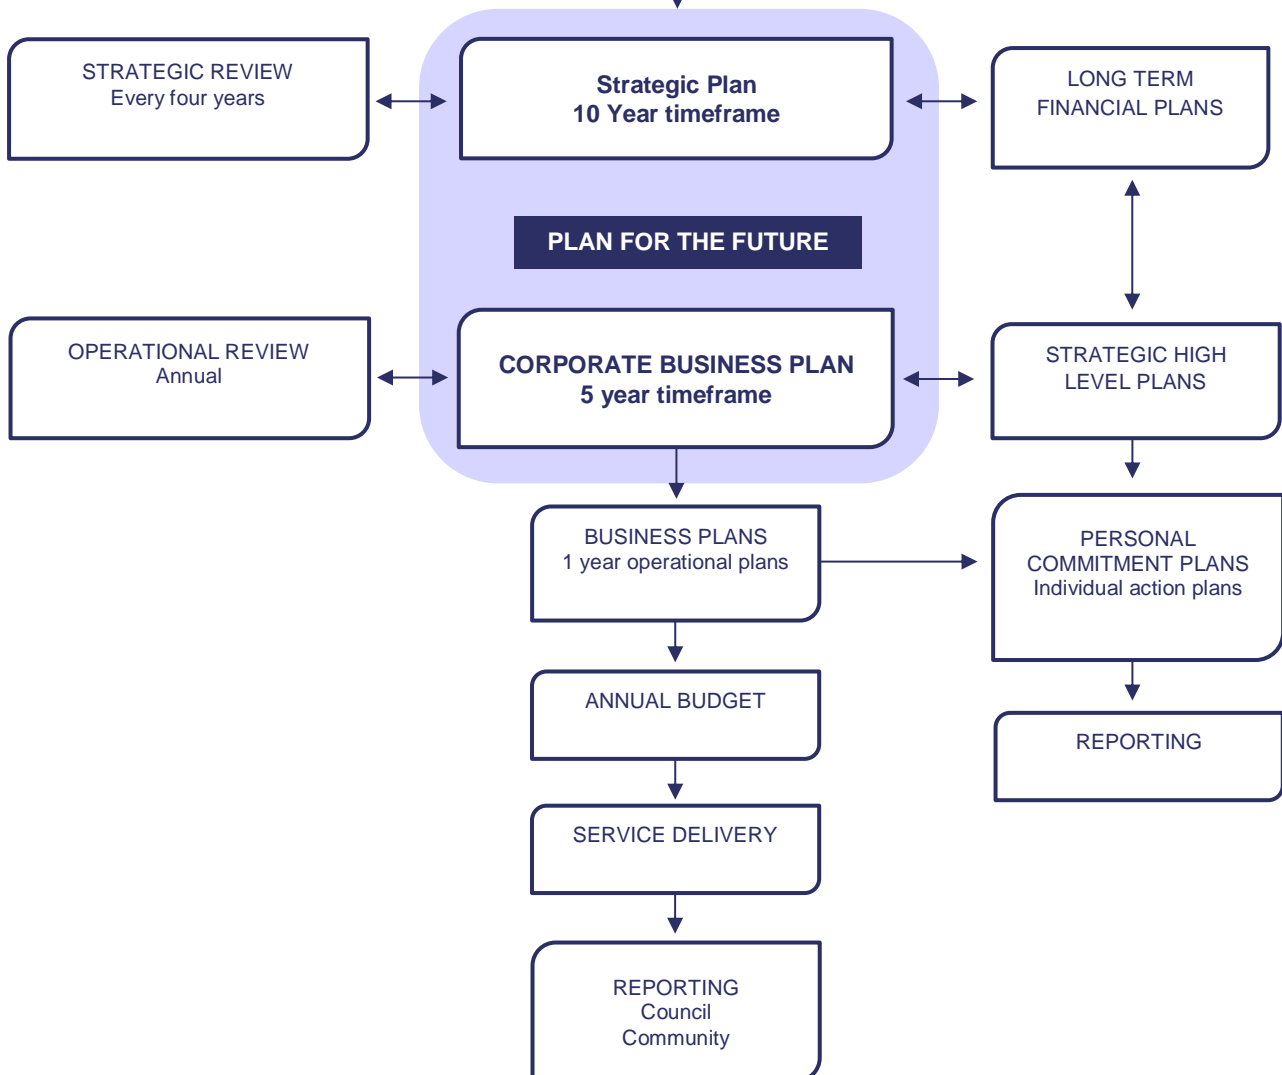 STRATEGIC REVIEW
Every four years
Strategic Plan
10 Year timeframe
LONG TERM
FINANCIAL PLANS
PLAN FOR THE FUTURE
OPERATIONAL REVIEW
Annual
CORPORATE BUSINESS PLAN
5 year timeframe
STRATEGIC HIGH
LEVEL PLANS
BUSINESS PLANS
1 year operational plans
PERSONAL
COMMITMENT PLANS
Individual action plans
ANNUAL BUDGET
REPORTING
SERVICE DELIVERY
REPORTING
Council
Community